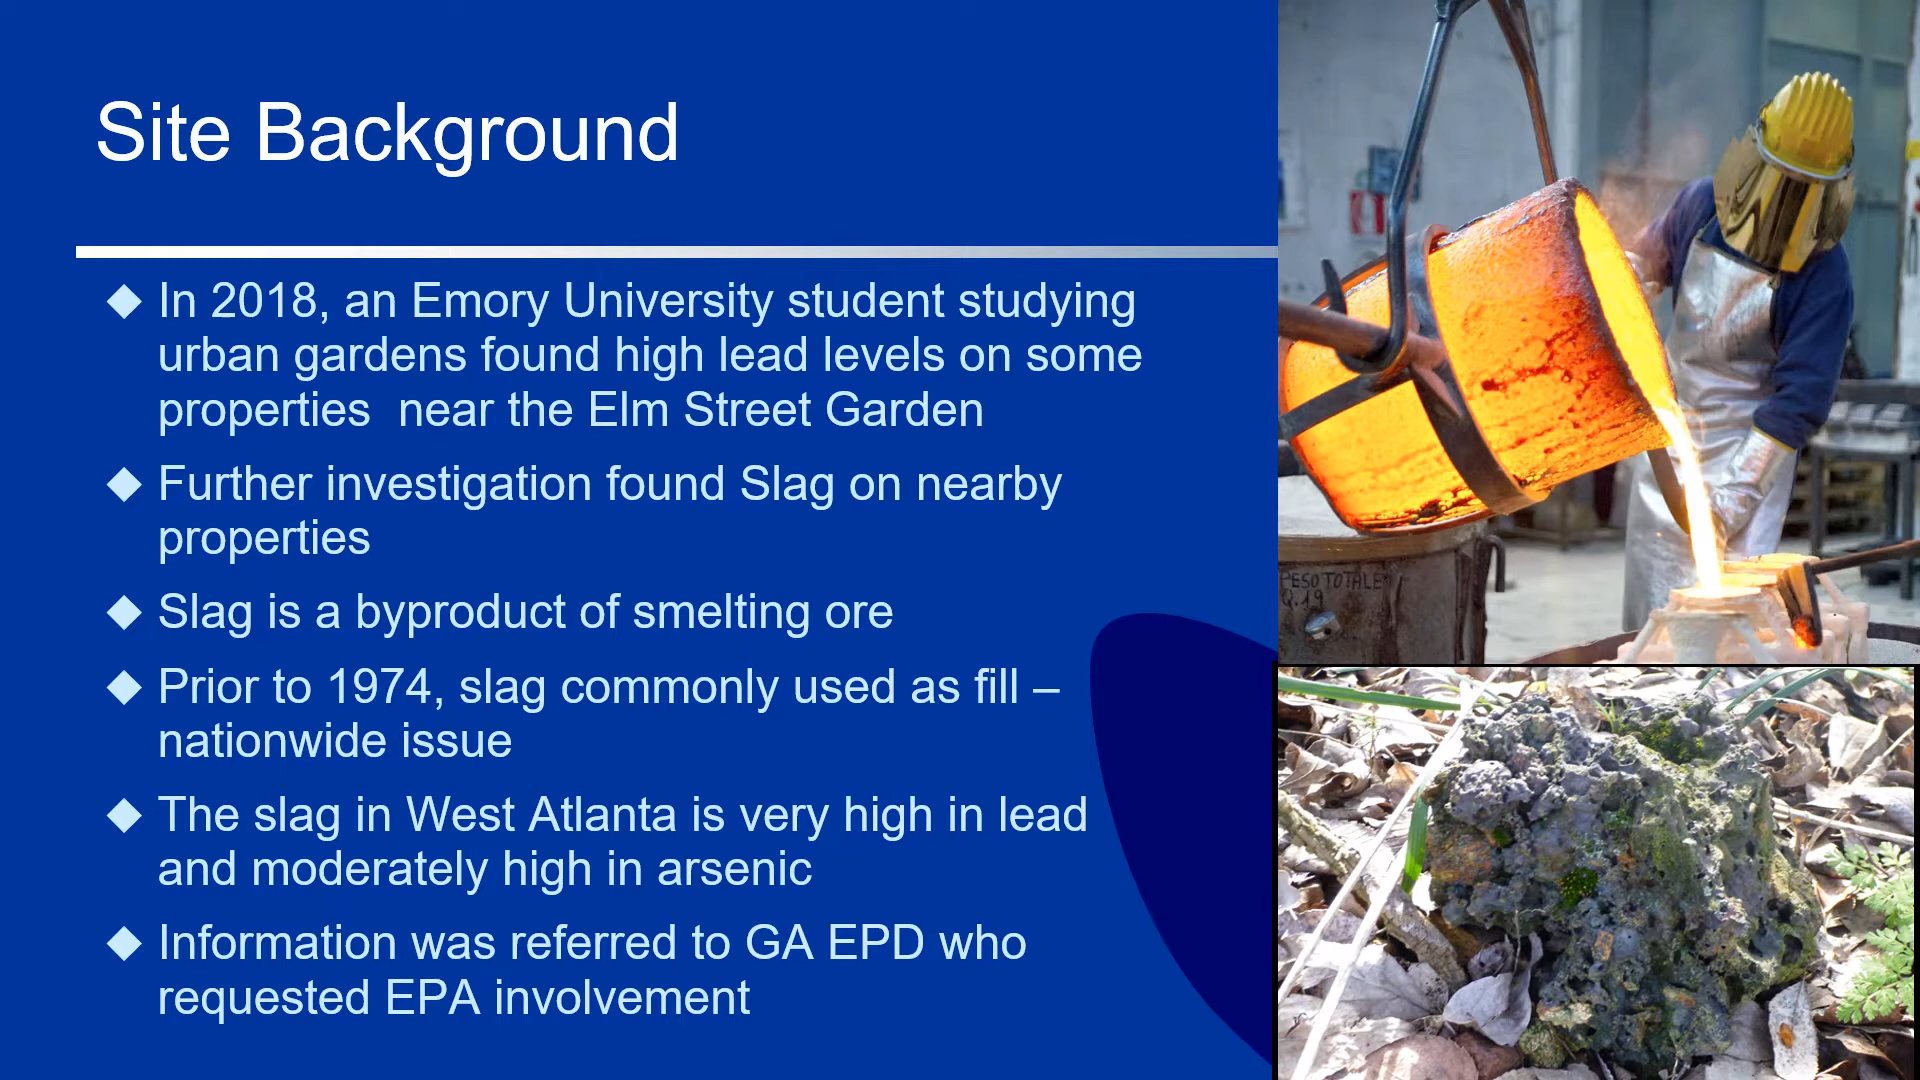 Site Background
In 2018, an Emory University student studying
urban gardens found high lead levels on some
properties  near the Elm Street Garden
Further investigation found Slag on nearby
properties
Slag is a byproduct of smelting ore
Prior to 1974, slag commonly used as fill –
nationwide issue
The slag in West Atlanta is very high in lead
and moderately high in arsenic
Information was referred to GA EPD who
requested EPA involvement
PESO TOTALE
Q.19